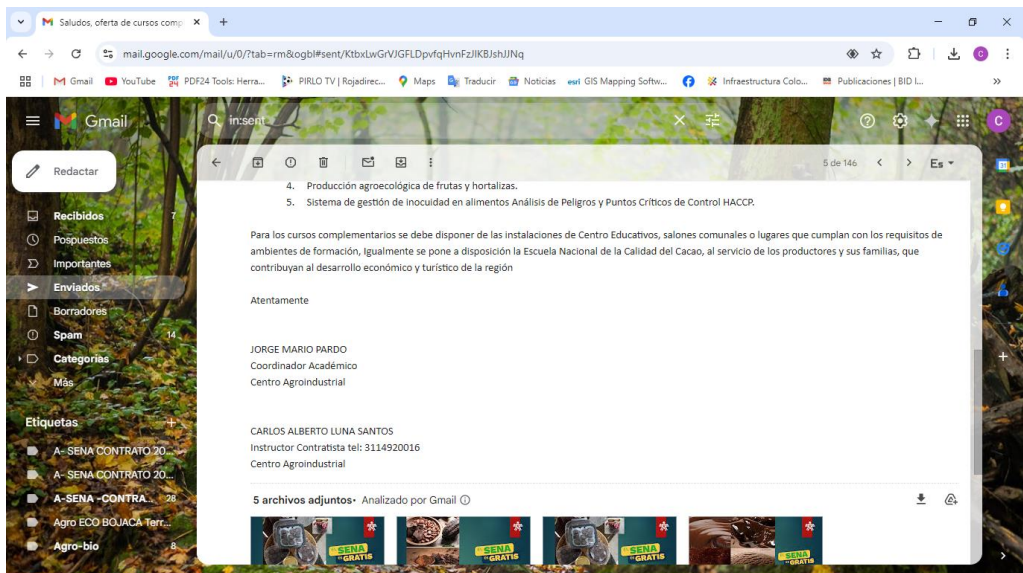 Saludos, oferta de cursos comp
mail.google.com/mail/u/0/?tab=rm&ogbl#sent/KtbxLwGrVJGFLDpvfqHvnFzJlKBJshJJNq
C
Gmail
YouTube
PDF24 Tools: Herra...
PIRLO TV | Rojadirec...
Maps
Traducir
Noticias
esri GIS Mapping Softw...
Infraestructura Colo...
Publicaciones | BID I...
Gmail
in:sent
C
Redactar
5 de 146
Es
Recibidos 7
Pospuestos
Importantes
Enviados
Borradores
Spam 14
Categorías
Más
Etiquetas
A- SENA CONTRATO 20...
A- SENA CONTRATO 20...
A-SENA -CONTRA... 28
Agro ECO BOJACA Terr...
Agro-bio 8
4. Producción agroecológica de frutas y hortalizas.
5. Sistema de gestión de inocuidad en alimentos Análisis de Peligros y Puntos Críticos de Control HACCP.
Para los cursos complementarios se debe disponer de las instalaciones de Centro Educativos, salones comunales o lugares que cumplan con los requisitos de
ambientes de formación, Igualmente se pone a disposición la Escuela Nacional de la Calidad del Cacao, al servicio de los productores y sus familias, que
contribuyan al desarrollo económico y turístico de la región
Atentamente
JORGE MARIO PARDO
Coordinador Académico
Centro Agroindustrial
CARLOS ALBERTO LUNA SANTOS
Instructor Contratista tel: 3114920016
Centro Agroindustrial
5 archivos adjuntos • Analizado por Gmail
SENA
GRATIS
SENA
GRATIS
SENA
GRATIS
SENA
GRATIS